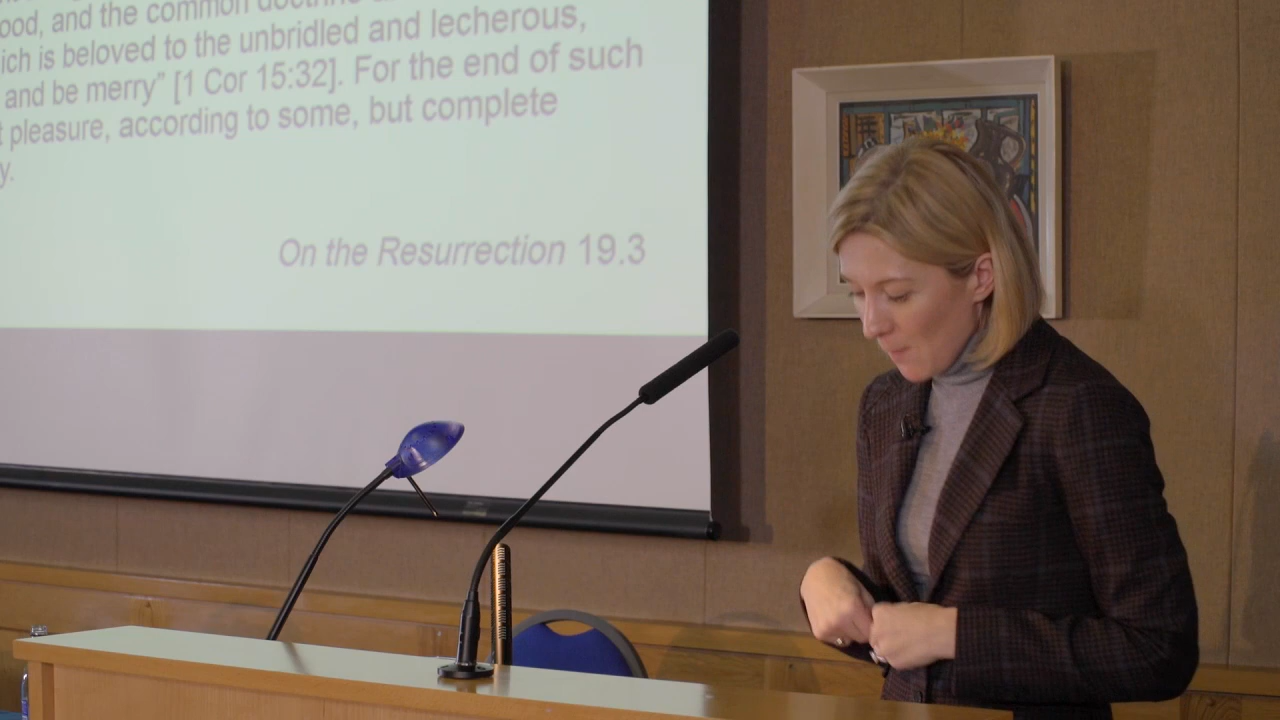 ood, and the common doctrine
ich is beloved to the unbridled and lecherous,
and be merry” [1 Cor 15:32]. For the end of such
t pleasure, according to some, but complete
y.
On the Resurrection 19.3